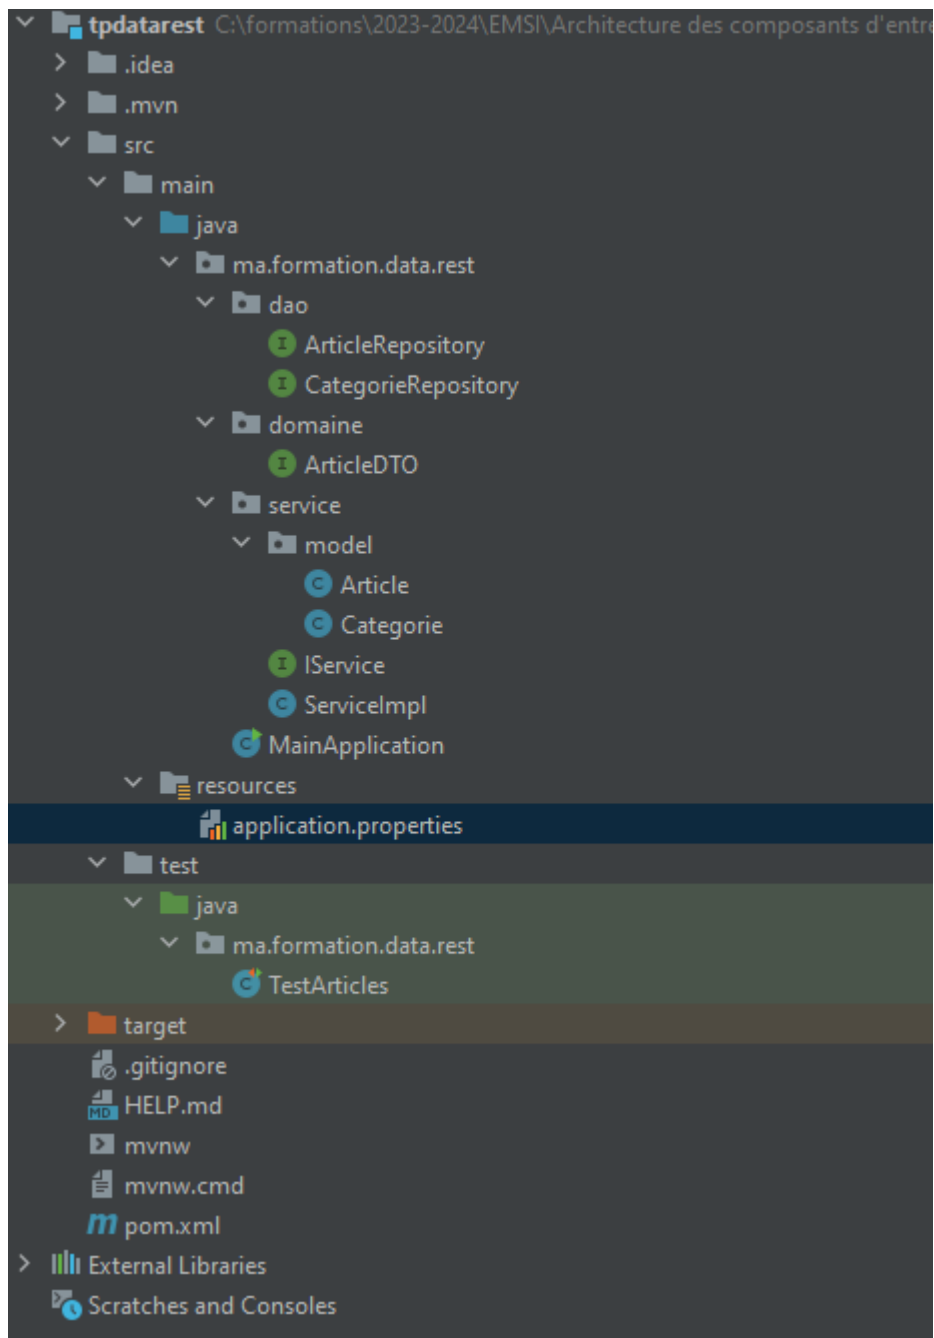 tpdatarest C:\formations\2023-2024\EMSI\Architecture des composants d'entre
.idea
.mvn
src
main
java
ma.formation.data.rest
dao
I ArticleRepository
I CategorieRepository
domaine
I ArticleDTO
service
model
C Article
C Categorie
I IService
C ServiceImpl
C MainApplication
resources
application.properties
test
java
ma.formation.data.rest
C TestArticles
target
.gitignore
MD HELP.md
mvnw
mvnw.cmd
m pom.xml
External Libraries
Scratches and Consoles